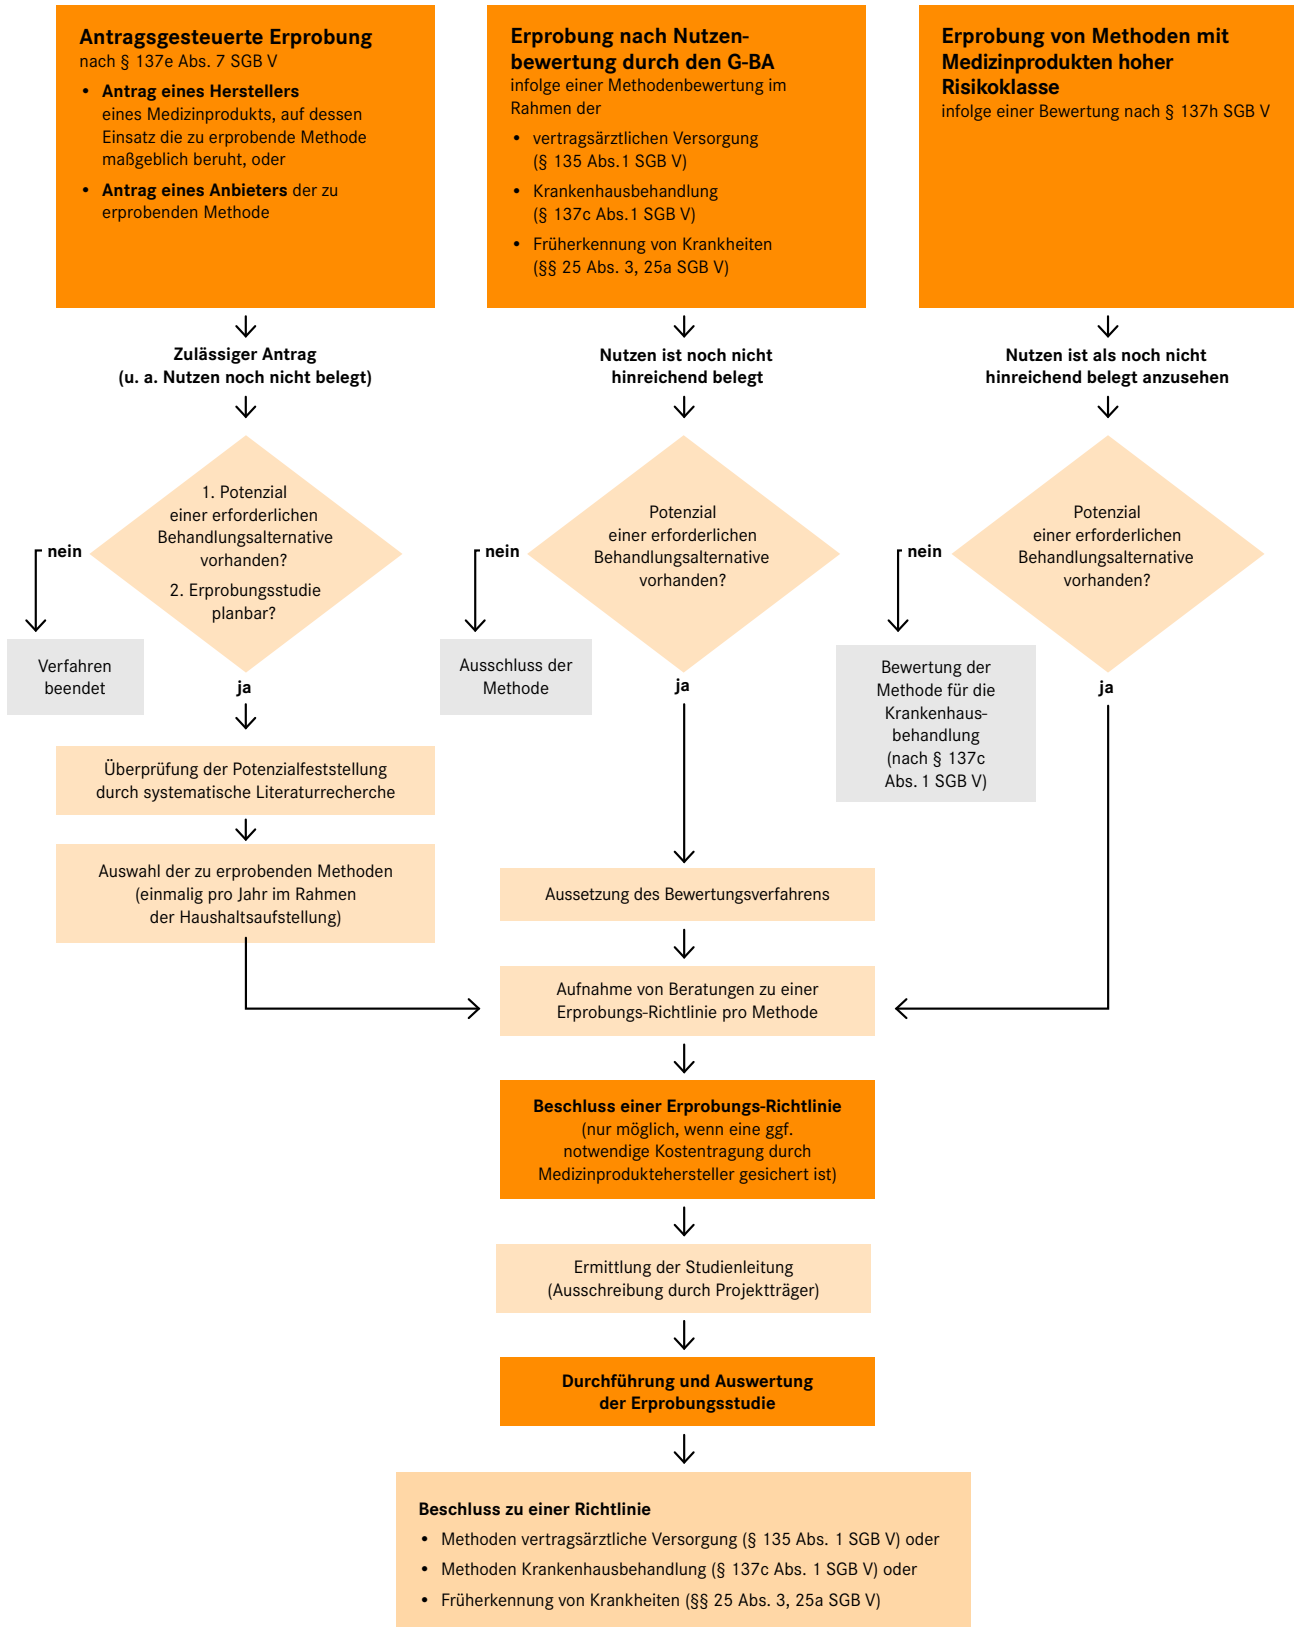 Antragsgesteuerte Erprobung
nach § 137e Abs. 7 SGB V
• Antrag eines Herstellers
eines Medizinprodukts, auf dessen
Einsatz die zu erprobende Methode
maßgeblich beruht, oder
• Antrag eines Anbieters der zu
erprobenden Methode
Erprobung nach Nutzen-
bewertung durch den G-BA
infolge einer Methodenbewertung im
Rahmen der
• vertragsärztlichen Versorgung
(§ 135 Abs.1 SGB V)
• Krankenhausbehandlung
(§ 137c Abs.1 SGB V)
• Früherkennung von Krankheiten
(§§ 25 Abs. 3, 25a SGB V)
Erprobung von Methoden mit
Medizinprodukten hoher
Risikoklasse
infolge einer Bewertung nach § 137h SGB V
Zulässiger Antrag
(u. a. Nutzen noch nicht belegt)
Nutzen ist noch nicht
hinreichend belegt
Nutzen ist als noch nicht
hinreichend belegt anzusehen
1. Potenzial
einer erforderlichen
Behandlungsalternative
vorhanden?
2. Erprobungsstudie
planbar?
nein
Verfahren
beendet
ja
Potenzial
einer erforderlichen
Behandlungsalternative
vorhanden?
nein
Ausschluss der
Methode
ja
Potenzial
einer erforderlichen
Behandlungsalternative
vorhanden?
nein
Bewertung der
Methode für die
Krankenhaus-
behandlung
(nach § 137c
Abs. 1 SGB V)
ja
Überprüfung der Potenzialfeststellung
durch systematische Literaturrecherche
Auswahl der zu erprobenden Methoden
(einmalig pro Jahr im Rahmen
der Haushaltsaufstellung)
Aussetzung des Bewertungsverfahrens
Aufnahme von Beratungen zu einer
Erprobungs-Richtlinie pro Methode
Beschluss einer Erprobungs-Richtlinie
(nur möglich, wenn eine ggf.
notwendige Kostentragung durch
Medizinproduktehersteller gesichert ist)
Ermittlung der Studienleitung
(Ausschreibung durch Projektträger)
Durchführung und Auswertung
der Erprobungsstudie
Beschluss zu einer Richtlinie
• Methoden vertragsärztliche Versorgung (§ 135 Abs. 1 SGB V) oder
• Methoden Krankenhausbehandlung (§ 137c Abs. 1 SGB V) oder
• Früherkennung von Krankheiten (§§ 25 Abs. 3, 25a SGB V)